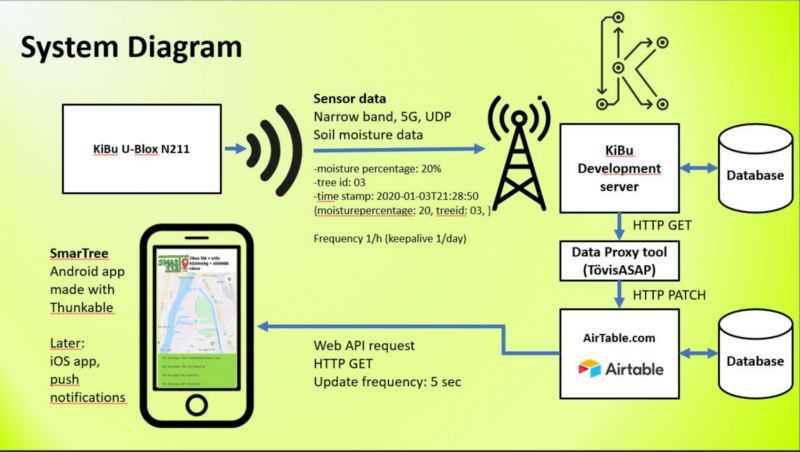 System Diagram
KiBu U-Blox N211
Sensor data
Narrow band, 5G, UDP
Soil moisture data
-moisture percentage: 20%
-tree id: 03
-time stamp: 2020-01-03T21:28:50
{moisturepercentage: 20, treeid: 03, }
Frequency 1/h (keepalive 1/day)
KiBu
Development
server
Database
HTTP GET
Data Proxy tool
(TövisASAP)
HTTP PATCH
AirTable.com
Airtable
Database
Web API request
HTTP GET
Update frequency: 5 sec
SmarTree
Android app
made with
Thunkable
Later:
iOS app,
push
notifications
SMAR
TREE
Okos fák + erős
közösség = zöldebb
város